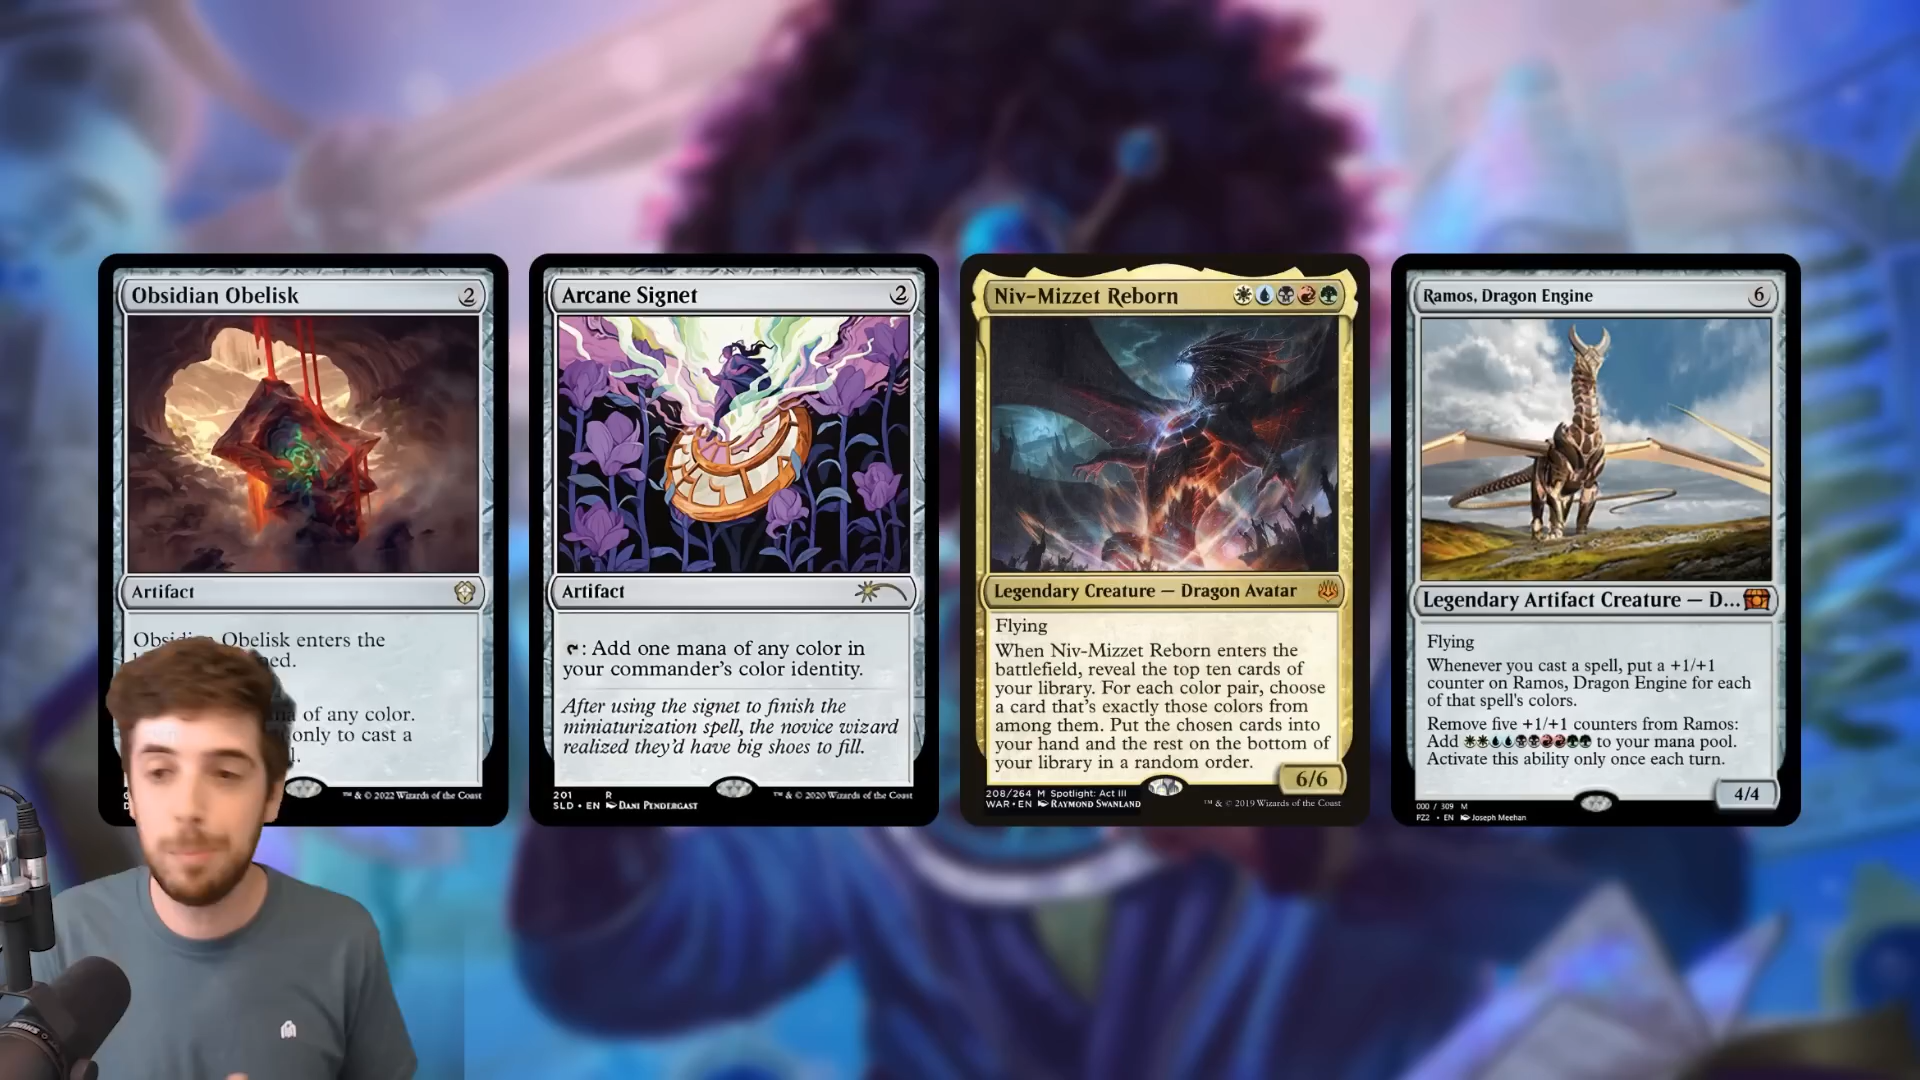 Obsidian Obelisk 2
Artifact
Obsidian Obelisk enters the
of any color.
only to cast a
™ & © 2022 Wizards of the Coast
Arcane Signet 2
Artifact
: Add one mana of any color in
your commander's color identity.
After using the signet to finish the
miniaturization spell, the novice wizard
realized they'd have big shoes to fill.
201 R
SLD • EN Dani Pendergast
™ & © 2020 Wizards of the Coast
Niv-Mizzet Reborn
Legendary Creature — Dragon Avatar
Flying
When Niv-Mizzet Reborn enters the
battlefield, reveal the top ten cards of
your library. For each color pair, choose
a card that's exactly those colors from
among them. Put the chosen cards into
your hand and the rest on the bottom of
your library in a random order.
6/6
208/264 M Spotlight: Act III
WAR • EN Raymond Swanland
™ & © 2019 Wizards of the Coast
Ramos, Dragon Engine 6
Legendary Artifact Creature — D...
Flying
Whenever you cast a spell, put a +1/+1
counter on Ramos, Dragon Engine for each
of that spell's colors.
Remove five +1/+1 counters from Ramos:
Add to your mana pool.
Activate this ability only once each turn.
4/4
000 / 309 M
PZ2 • EN Joseph Meehan